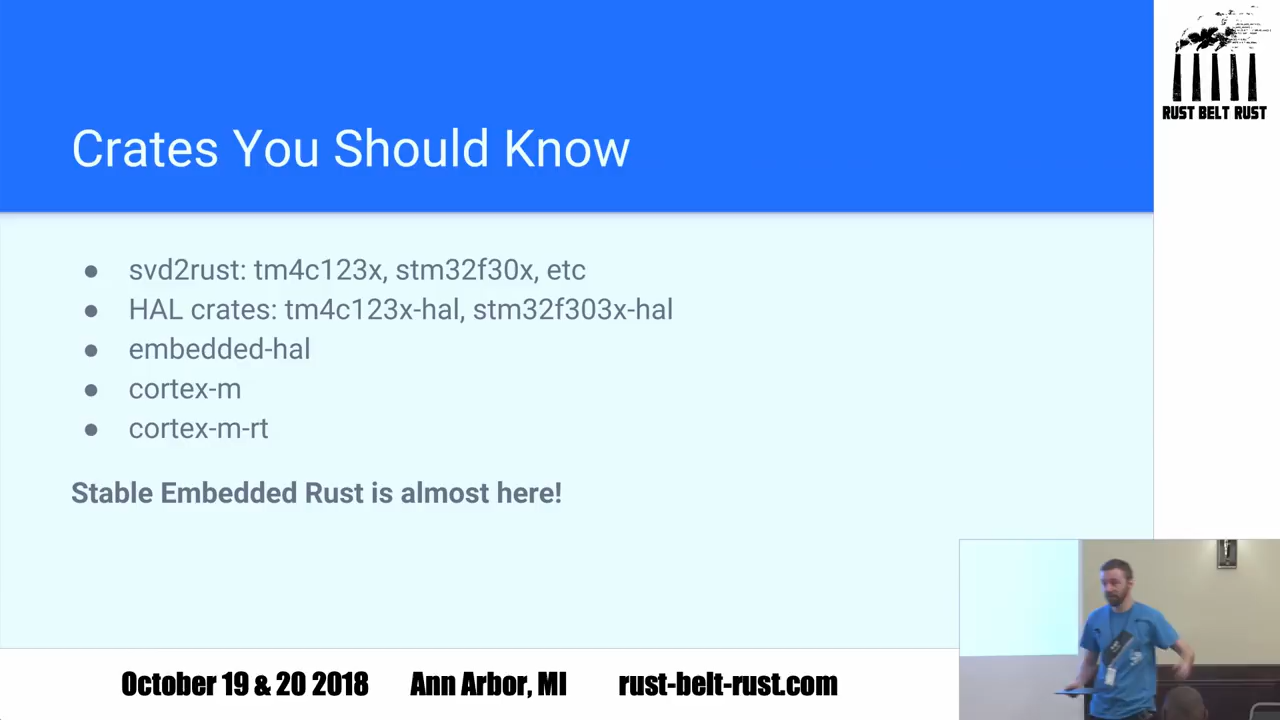 Crates You Should Know
RUST BELT RUST
● svd2rust: tm4c123x, stm32f30x, etc
● HAL crates: tm4c123x-hal, stm32f303x-hal
● embedded-hal
● cortex-m
● cortex-m-rt
Stable Embedded Rust is almost here!
October 19 & 20 2018 Ann Arbor, MI rust-belt-rust.com